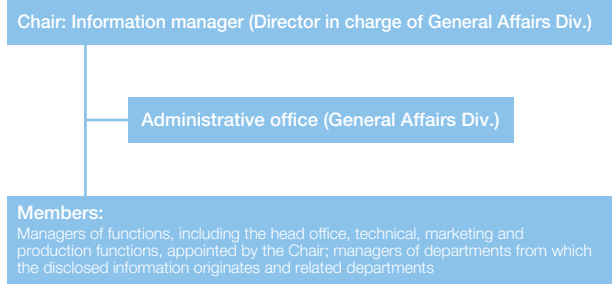 Chair: Information manager (Director in charge of General Affairs Div.)
Administrative office (General Affairs Div.)
Members:
Managers of functions, including the head office, technical, marketing and
production functions, appointed by the Chair; managers of departments from which
the disclosed information originates and related departments